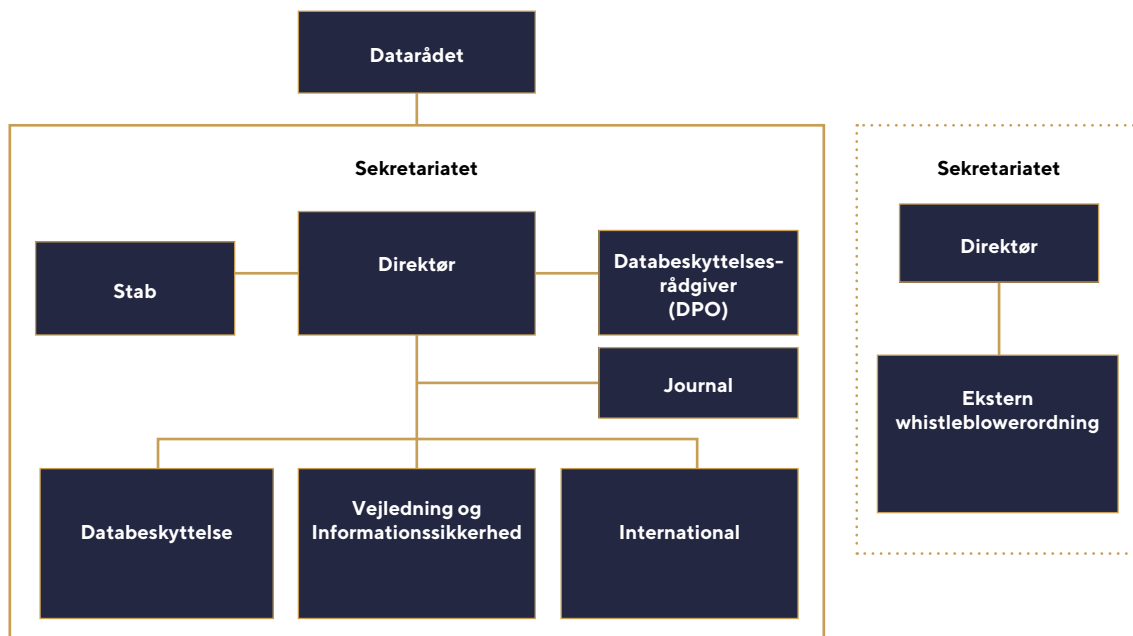 Datarådet
Sekretariatet
Direktør
Stab
Databeskyttelses-
rådgiver
(DPO)
Journal
Databeskyttelse
Vejledning og
Informationssikkerhed
International
Sekretariatet
Direktør
Ekstern
whistleblowerordning